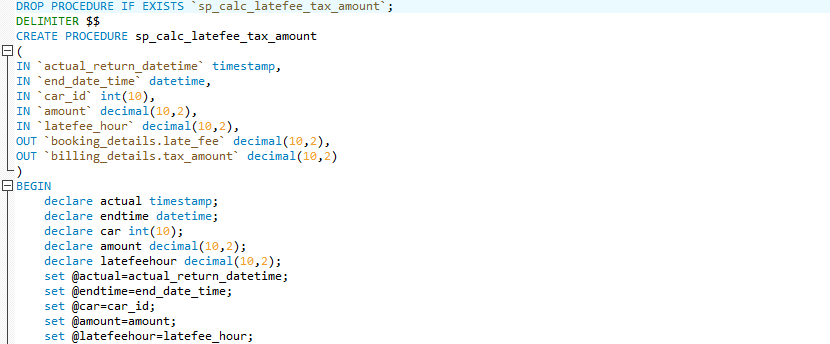 DROP PROCEDURE IF EXISTS `sp_calc_latefee_tax_amount`;
DELIMITER $$
CREATE PROCEDURE sp_calc_latefee_tax_amount
(
IN `actual_return_datetime` timestamp,
IN `end_date_time` datetime,
IN `car_id` int(10),
IN `amount` decimal(10,2),
IN `latefee_hour` decimal(10,2),
OUT `booking_details.late_fee` decimal(10,2),
OUT `billing_details.tax_amount` decimal(10,2)
)
BEGIN
    declare actual timestamp;
    declare endtime datetime;
    declare car int(10);
    declare amount decimal(10,2);
    declare latefeehour decimal(10,2);
    set @actual=actual_return_datetime;
    set @endtime=end_date_time;
    set @car=car_id;
    set @amount=amount;
    set @latefeehour=latefee_hour;